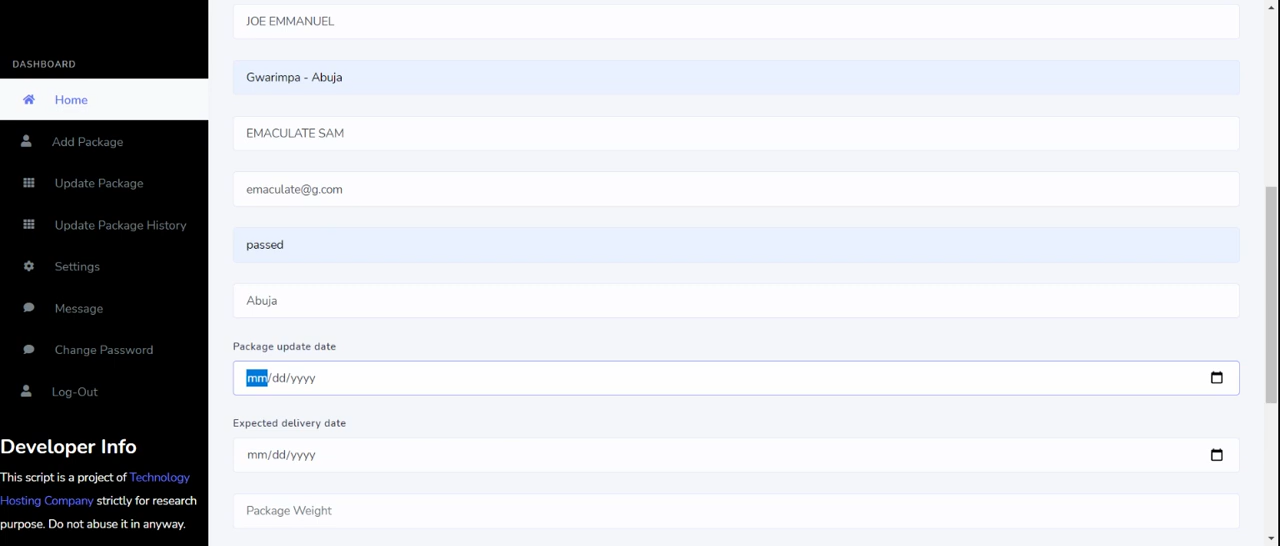 DASHBOARD
Home
Add Package
Update Package
Update Package History
Settings
Message
Change Password
Log-Out
Developer Info
This script is a project of Technology
Hosting Company strictly for research
purpose. Do not abuse it in anyway.
JOE EMMANUEL
Gwarimpa - Abuja
EMACULATE SAM
emaculate@g.com
passed
Abuja
Package update date
mm/dd/yyyy
Expected delivery date
mm/dd/yyyy
Package Weight